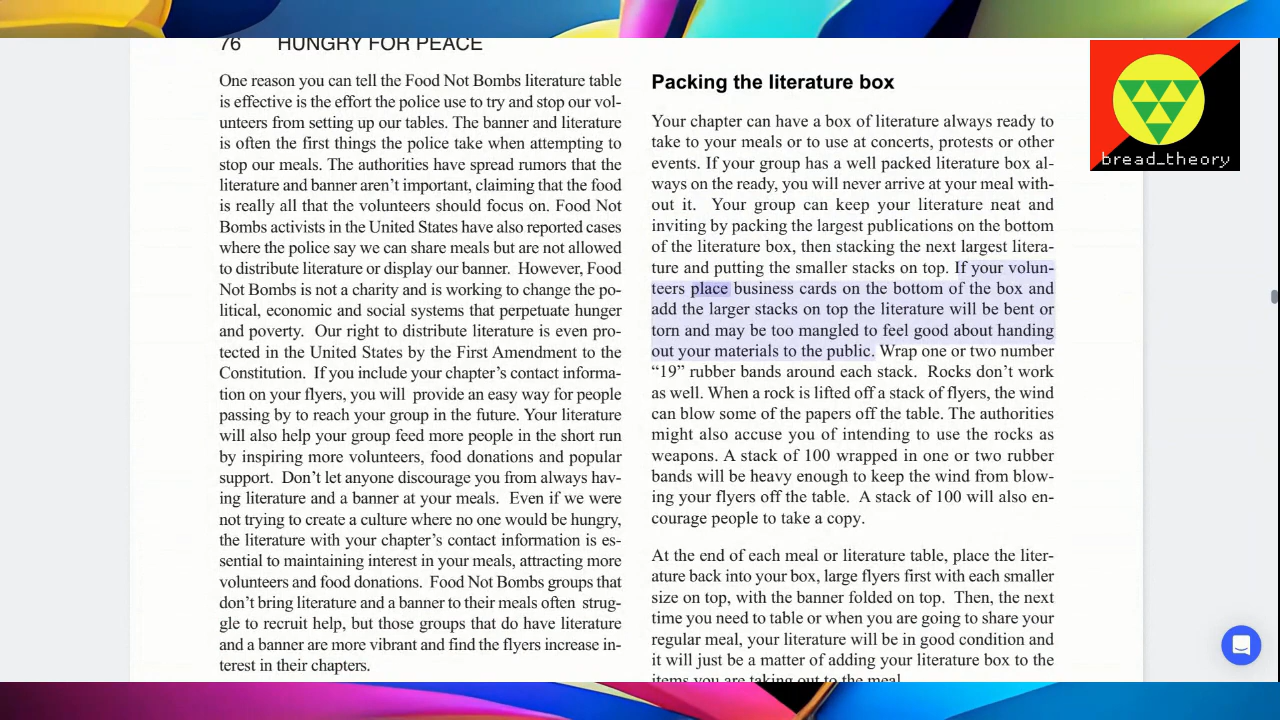 76 HUNGRY FOR PEACE
One reason you can tell the Food Not Bombs literature table
is effective is the effort the police use to try and stop our vol-
unteers from setting up our tables. The banner and literature
is often the first things the police take when attempting to
stop our meals. The authorities have spread rumors that the
literature and banner aren't important, claiming that the food
is really all that the volunteers should focus on. Food Not
Bombs activists in the United States have also reported cases
where the police say we can share meals but are not allowed
to distribute literature or display our banner. However, Food
Not Bombs is not a charity and is working to change the po-
litical, economic and social systems that perpetuate hunger
and poverty. Our right to distribute literature is even pro-
tected in the United States by the First Amendment to the
Constitution. If you include your chapter's contact informa-
tion on your flyers, you will provide an easy way for people
passing by to reach your group in the future. Your literature
will also help your group feed more people in the short run
by inspiring more volunteers, food donations and popular
support. Don't let anyone discourage you from always hav-
ing literature and a banner at your meals. Even if we were
not trying to create a culture where no one would be hungry,
the literature with your chapter's contact information is es-
sential to maintaining interest in your meals, attracting more
volunteers and food donations. Food Not Bombs groups that
don't bring literature and a banner to their meals often strug-
gle to recruit help, but those groups that do have literature
and a banner are more vibrant and find the flyers increase in-
terest in their chapters.
Packing the literature box
Your chapter can have a box of literature always ready to
take to your meals or to use at concerts, protests or other
events. If your group has a well packed literature box al-
ways on the ready, you will never arrive at your meal with-
out it. Your group can keep your literature neat and
inviting by packing the largest publications on the bottom
of the literature box, then stacking the next largest litera-
ture and putting the smaller stacks on top. If your volun-
teers place business cards on the bottom of the box and
add the larger stacks on top the literature will be bent or
torn and may be too mangled to feel good about handing
out your materials to the public. Wrap one or two number
“19” rubber bands around each stack. Rocks don't work
as well. When a rock is lifted off a stack of flyers, the wind
can blow some of the papers off the table. The authorities
might also accuse you of intending to use the rocks as
weapons. A stack of 100 wrapped in one or two rubber
bands will be heavy enough to keep the wind from blow-
ing your flyers off the table. A stack of 100 will also en-
courage people to take a copy.
At the end of each meal or literature table, place the liter-
ature back into your box, large flyers first with each smaller
size on top, with the banner folded on top. Then, the next
time you need to table or when you are going to share your
regular meal, your literature will be in good condition and
it will just be a matter of adding your literature box to the
items you are taking out to the meal.
bread_theory